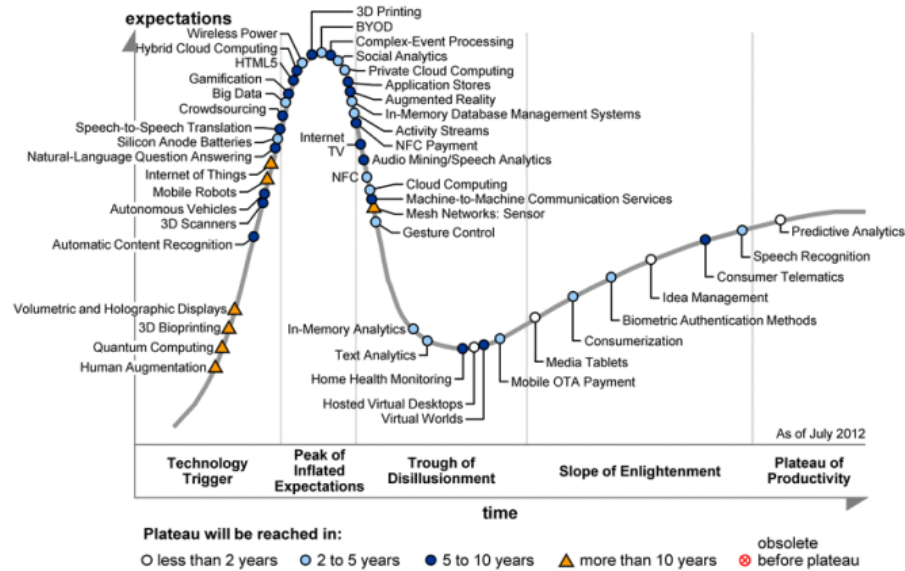 expectations
3D Printing
Wireless Power
BYOD
Hybrid Cloud Computing
Complex-Event Processing
HTML5
Social Analytics
Gamification
Private Cloud Computing
Big Data
Application Stores
Crowdsourcing
Augmented Reality
Speech-to-Speech Translation
In-Memory Database Management Systems
Silicon Anode Batteries
Activity Streams
Natural-Language Question Answering
Internet
TV
NFC Payment
Internet of Things
Audio Mining/Speech Analytics
Mobile Robots
NFC
Cloud Computing
Autonomous Vehicles
Machine-to-Machine Communication Services
3D Scanners
Mesh Networks: Sensor
Automatic Content Recognition
Gesture Control
Predictive Analytics
Speech Recognition
Consumer Telematics
Idea Management
Volumetric and Holographic Displays
Biometric Authentication Methods
3D Bioprinting
In-Memory Analytics
Consumerization
Quantum Computing
Text Analytics
Media Tablets
Human Augmentation
Home Health Monitoring
Mobile OTA Payment
Hosted Virtual Desktops
Virtual Worlds
As of July 2012
Technology
Trigger
Peak of
Inflated
Expectations
Trough of
Disillusionment
Slope of Enlightenment
Plateau of
Productivity
time
Plateau will be reached in:
less than 2 years
2 to 5 years
5 to 10 years
more than 10 years
obsolete
before plateau